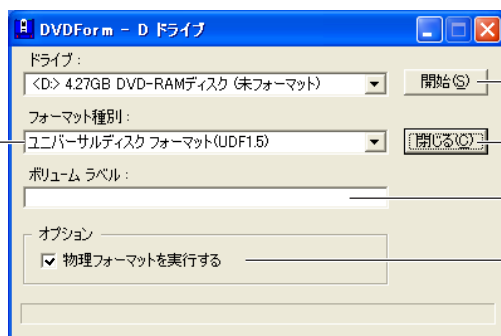 DVDForm - D ドライブ
ドライブ :
<D:> 4.27GB DVD-RAMディスク (未フォーマット)
開始(S)
フォーマット種別 :
ユニバーサルディスク フォーマット(UDF1.5)
閉じる(C)
ボリューム ラベル :
オプション
物理フォーマットを実行する